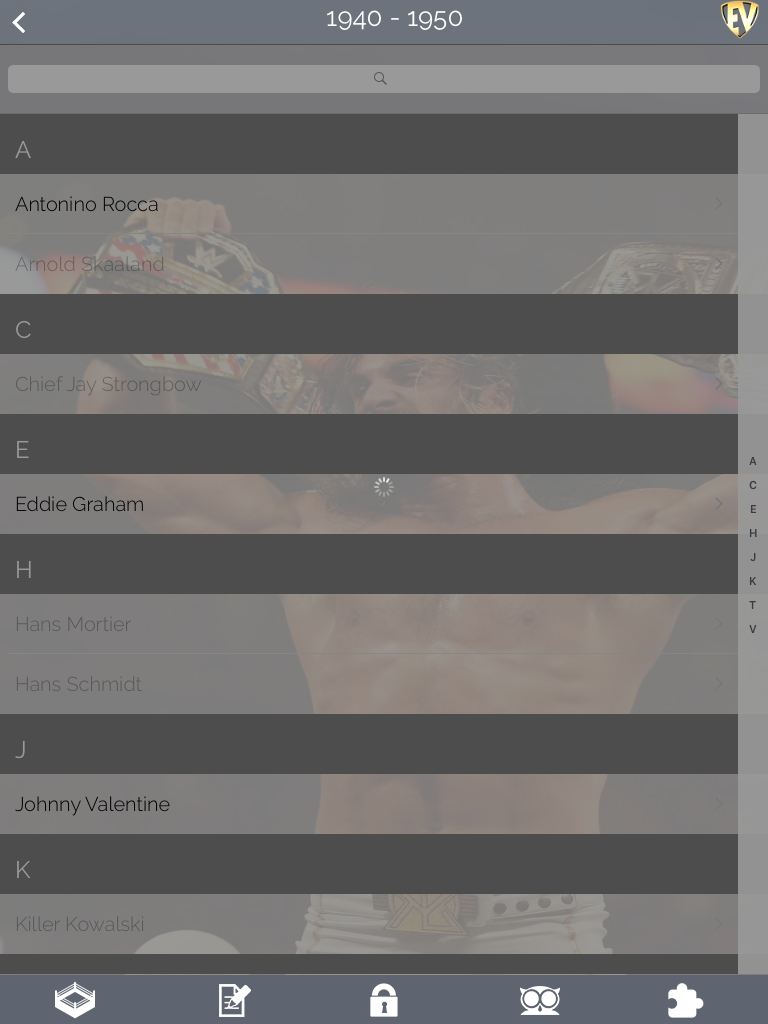 1940 - 1950
EV
A
Antonino Rocca
Arnold Skaaland
C
Chief Jay Strongbow
E
Eddie Graham
H
Hans Mortier
Hans Schmidt
J
Johnny Valentine
K
Killer Kowalski
A
C
E
H
J
K
T
V